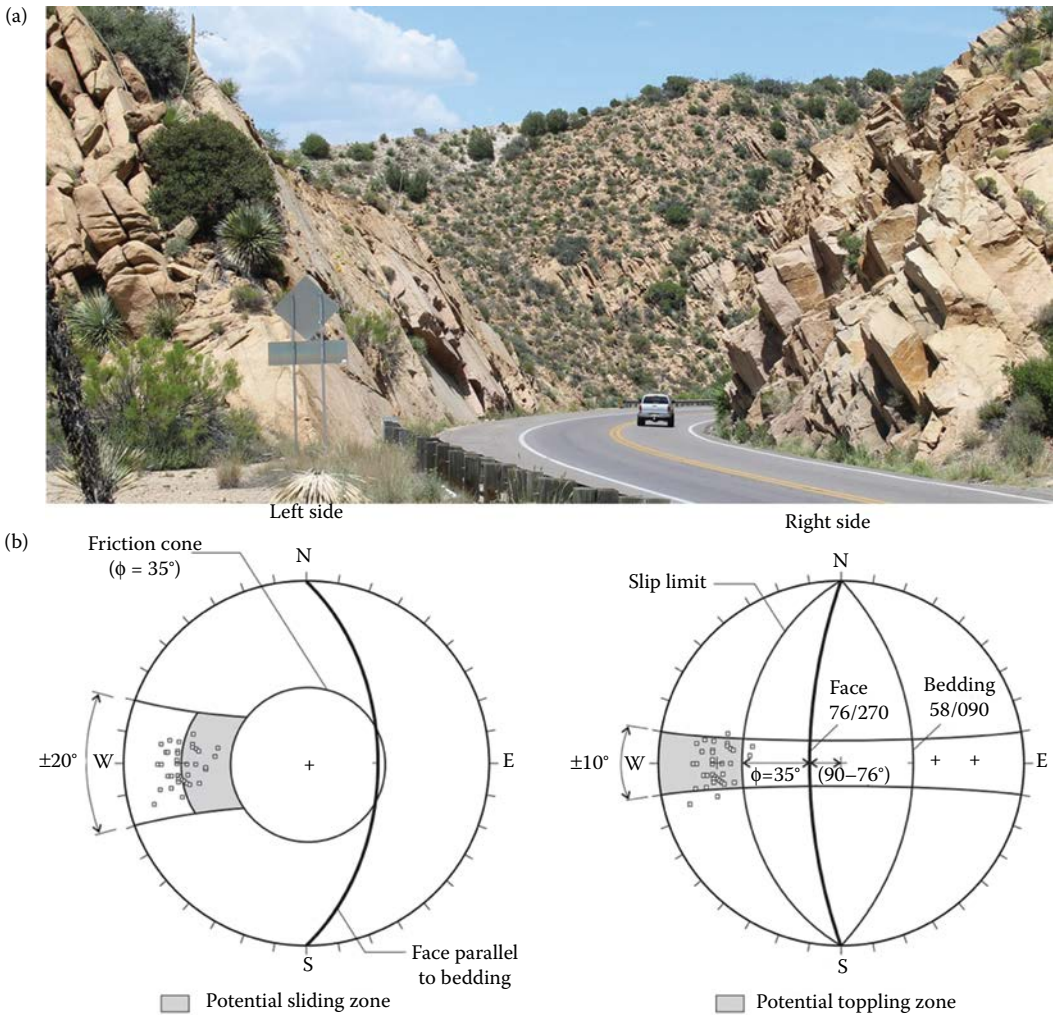 (a)
Left side
Right side
(b)
Friction cone
(ϕ = 35°)
N
W
E
S
±20°
Face parallel
to bedding
Potential sliding zone
Slip limit
N
Face
76/270
Bedding
58/090
±10°
W
ϕ=35°
(90–76°)
E
S
Potential toppling zone